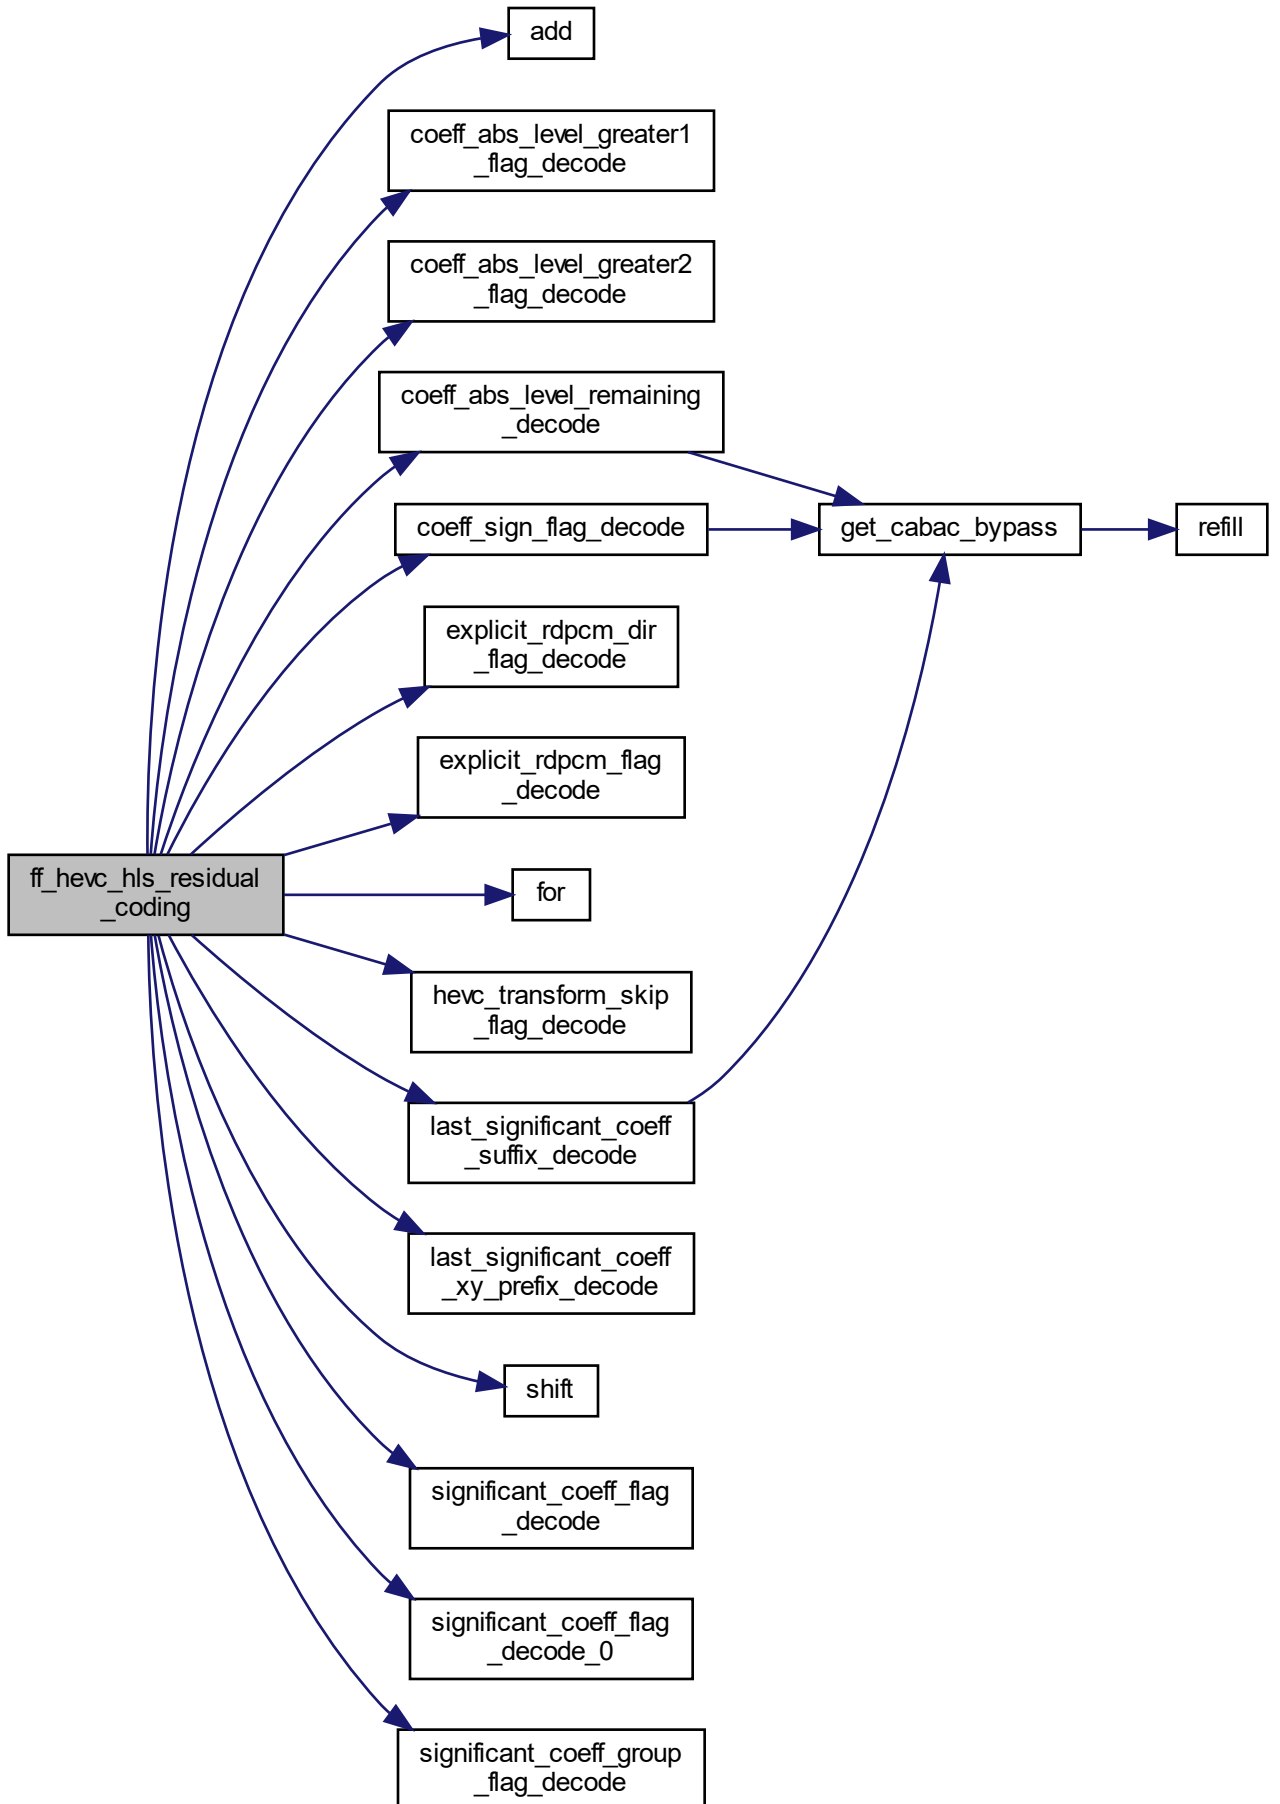 add
coeff_abs_level_greater1
_flag_decode
coeff_abs_level_greater2
_flag_decode
coeff_abs_level_remaining
_decode
coeff_sign_flag_decode
get_cabac_bypass
refill
explicit_rdpcm_dir
_flag_decode
explicit_rdpcm_flag
_decode
ff_hevc_hls_residual
_coding
for
hevc_transform_skip
_flag_decode
last_significant_coeff
_suffix_decode
last_significant_coeff
_xy_prefix_decode
shift
significant_coeff_flag
_decode
significant_coeff_flag
_decode_0
significant_coeff_group
_flag_decode